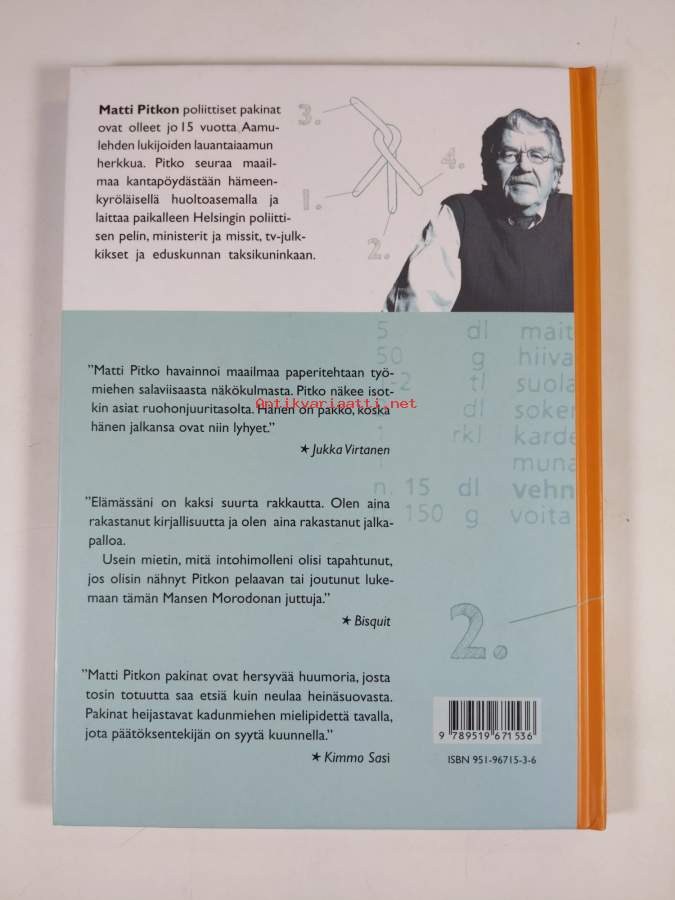 Matti Pitkon poliittiset pakinat
ovat olleet jo 15 vuotta Aamu-
lehden lukijoiden lauantaiaamun
herkkua. Pitko seuraa maail-
maa kantapöydästään hämeen-
kyröläisellä huoltoasemalla ja
laittaa paikalleen Helsingin poliitti-
sen pelin, ministerit ja missit, tv-julk-
kikset ja eduskunnan taksikuninkaan.
3.
4.
1.
2.
5 dl mait
50 g hiiva
-2 tl suola
dl soker
rkl karde
muna
n. 15 dl vehn
150 g voita
"Matti Pitko havainnoi maailmaa paperitehtaan työ-
miehen salaviisaasta näkökulmasta. Pitko näkee isot-
kin asiat ruohonjuuritasolta. Hänen on pakko, koska
hänen jalkansa ovat niin lyhyet."
★ Jukka Virtanen
Antikvariaatti.net
"Elämässäni on kaksi suurta rakkautta. Olen aina
rakastanut kirjallisuutta ja olen aina rakastanut jalka-
palloa.
Usein mietin, mitä intohimolleni olisi tapahtunut,
jos olisin nähnyt Pitkon pelaavan tai joutunut luke-
maan tämän Mansen Morodonan juttuja."
★ Bisquit
2.
"Matti Pitkon pakinat ovat hersyvää huumoria, josta
tosin totuutta saa etsiä kuin neulaa heinäsuovasta.
Pakinat heijastavat kadunmiehen mielipidettä tavalla,
jota päätöksentekijän on syytä kuunnella."
★ Kimmo Sasi
9 789519 671536
ISBN 951-96715-3-6